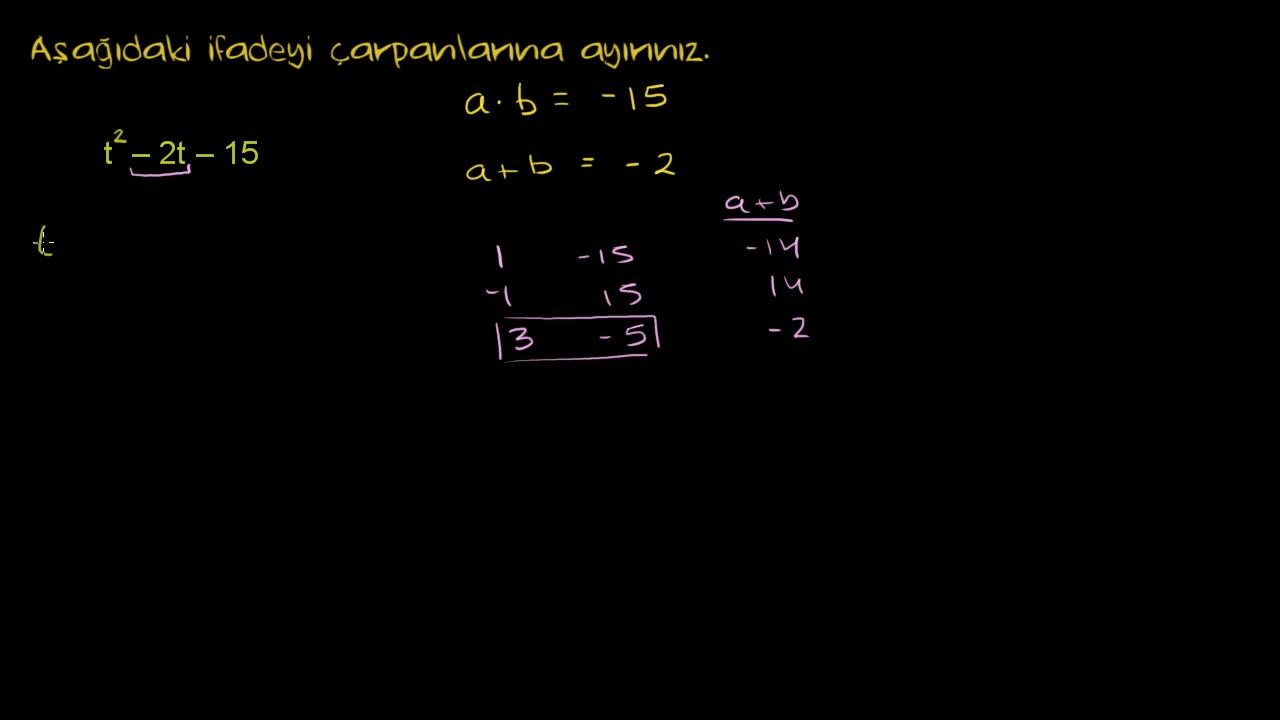 Aşağıdaki ifadeyi çarpanlarına ayırınız.
a · b = -15
t² – 2t – 15
a + b = -2
a + b
1 -15 -14
-1 15 14
3 -5 -2